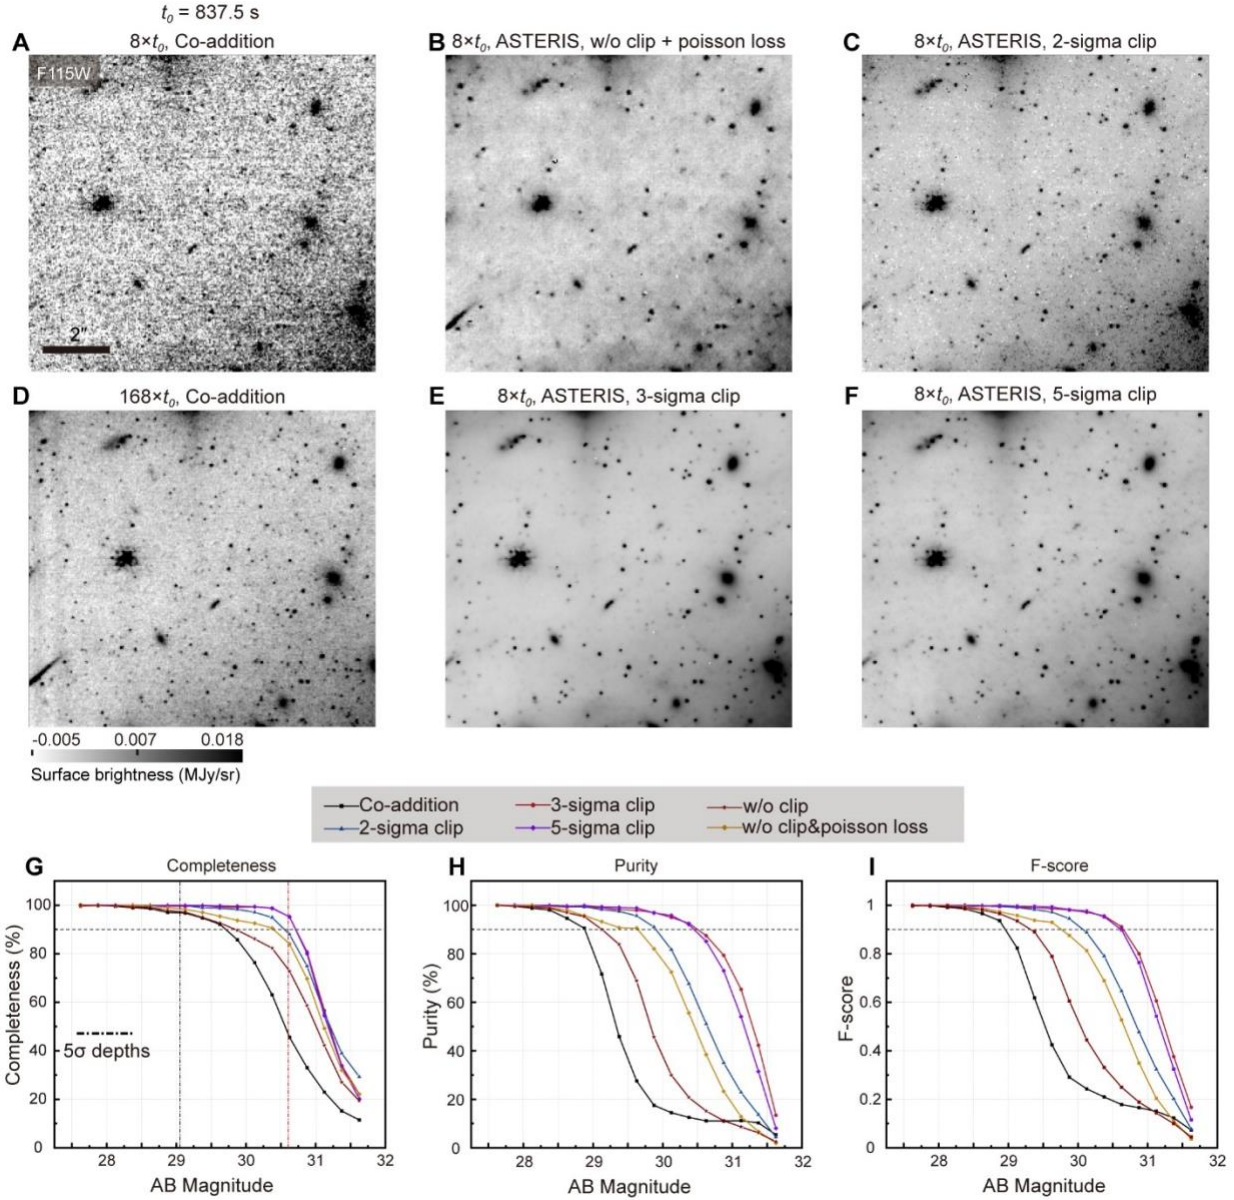 t0 = 837.5 s
A 8×t0, Co-addition
B 8×t0, ASTERIS, w/o clip + poisson loss
C 8×t0, ASTERIS, 2-sigma clip
F115W
2"
D 168×t0, Co-addition
E 8×t0, ASTERIS, 3-sigma clip
F 8×t0, ASTERIS, 5-sigma clip
-0.005 0.007 0.018
Surface brightness (MJy/sr)
Co-addition 3-sigma clip w/o clip
2-sigma clip 5-sigma clip w/o clip&poisson loss
G Completeness
H Purity
I F-score
Completeness (%)
100
80
60
40
20
0
5σ depths
28 29 30 31 32
AB Magnitude
Purity (%)
100
80
60
40
20
0
28 29 30 31 32
AB Magnitude
F-score
1
0.8
0.6
0.4
0.2
0
28 29 30 31 32
AB Magnitude